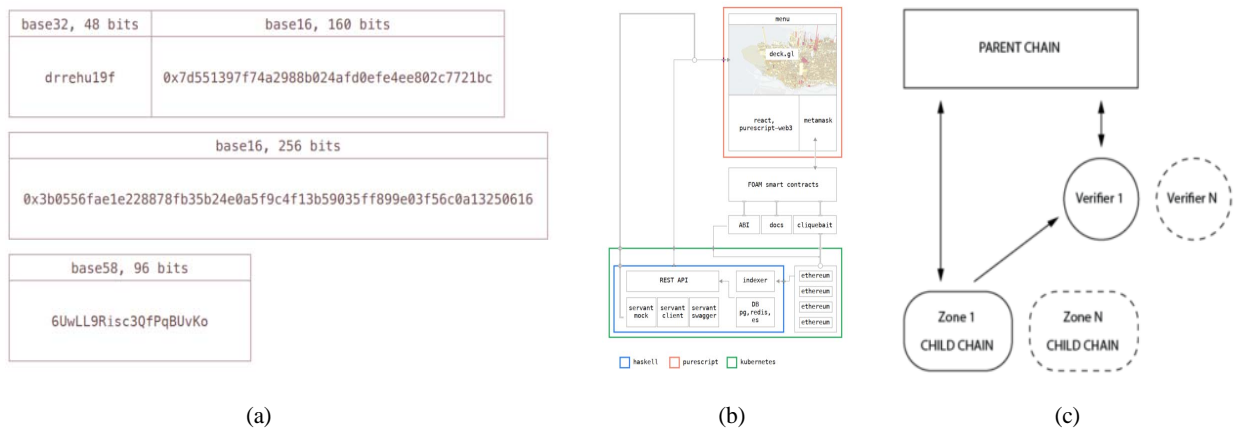 base32, 48 bits
base16, 160 bits
drrehu19f
0x7d551397f74a2988b024afd0efe4ee802c7721bc
base16, 256 bits
0x3b0556fae1e228878fb35b24e0a5f9c4f13b59035ff899e03f56c0a13250616
base58, 96 bits
6UwLL9Risc3QfPqBUvKo
(a)
menu
deck.gl
react,
purescript-web3
metamask
FOAM smart contracts
ABI
docs
cliquebait
REST API
indexer
servant
mock
servant
client
servant
swagger
DB
pg,redis,
es
ethereum
ethereum
ethereum
ethereum
haskell
purescript
kubernetes
(b)
PARENT CHAIN
Verifier 1
Verifier N
Zone 1
CHILD CHAIN
Zone N
CHILD CHAIN
(c)